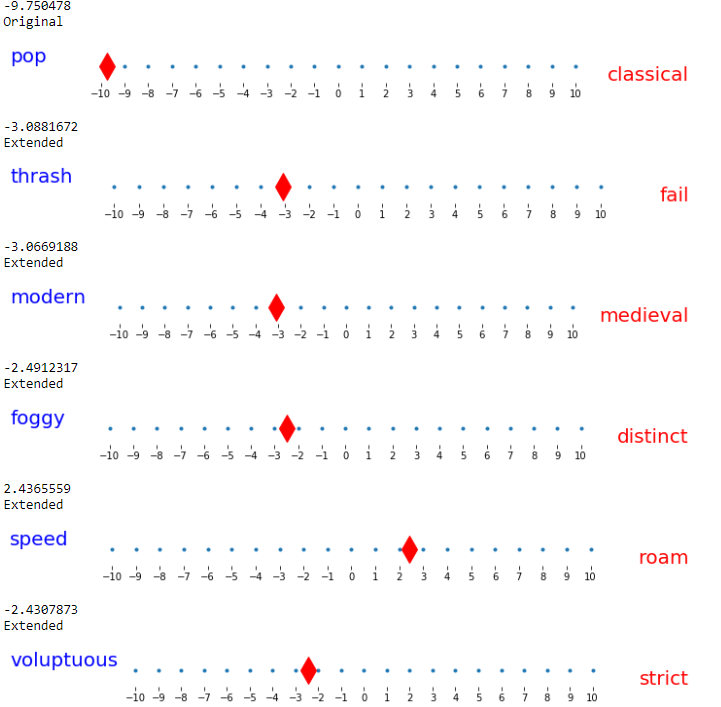 -9.750478
Original
pop
classical
−10 −9 −8 −7 −6 −5 −4 −3 −2 −1 0 1 2 3 4 5 6 7 8 9 10
-3.0881672
Extended
thrash
fail
−10 −9 −8 −7 −6 −5 −4 −3 −2 −1 0 1 2 3 4 5 6 7 8 9 10
-3.0669188
Extended
modern
medieval
−10 −9 −8 −7 −6 −5 −4 −3 −2 −1 0 1 2 3 4 5 6 7 8 9 10
-2.4912317
Extended
foggy
distinct
−10 −9 −8 −7 −6 −5 −4 −3 −2 −1 0 1 2 3 4 5 6 7 8 9 10
2.4365559
Extended
speed
roam
−10 −9 −8 −7 −6 −5 −4 −3 −2 −1 0 1 2 3 4 5 6 7 8 9 10
-2.4307873
Extended
voluptuous
strict
−10 −9 −8 −7 −6 −5 −4 −3 −2 −1 0 1 2 3 4 5 6 7 8 9 10